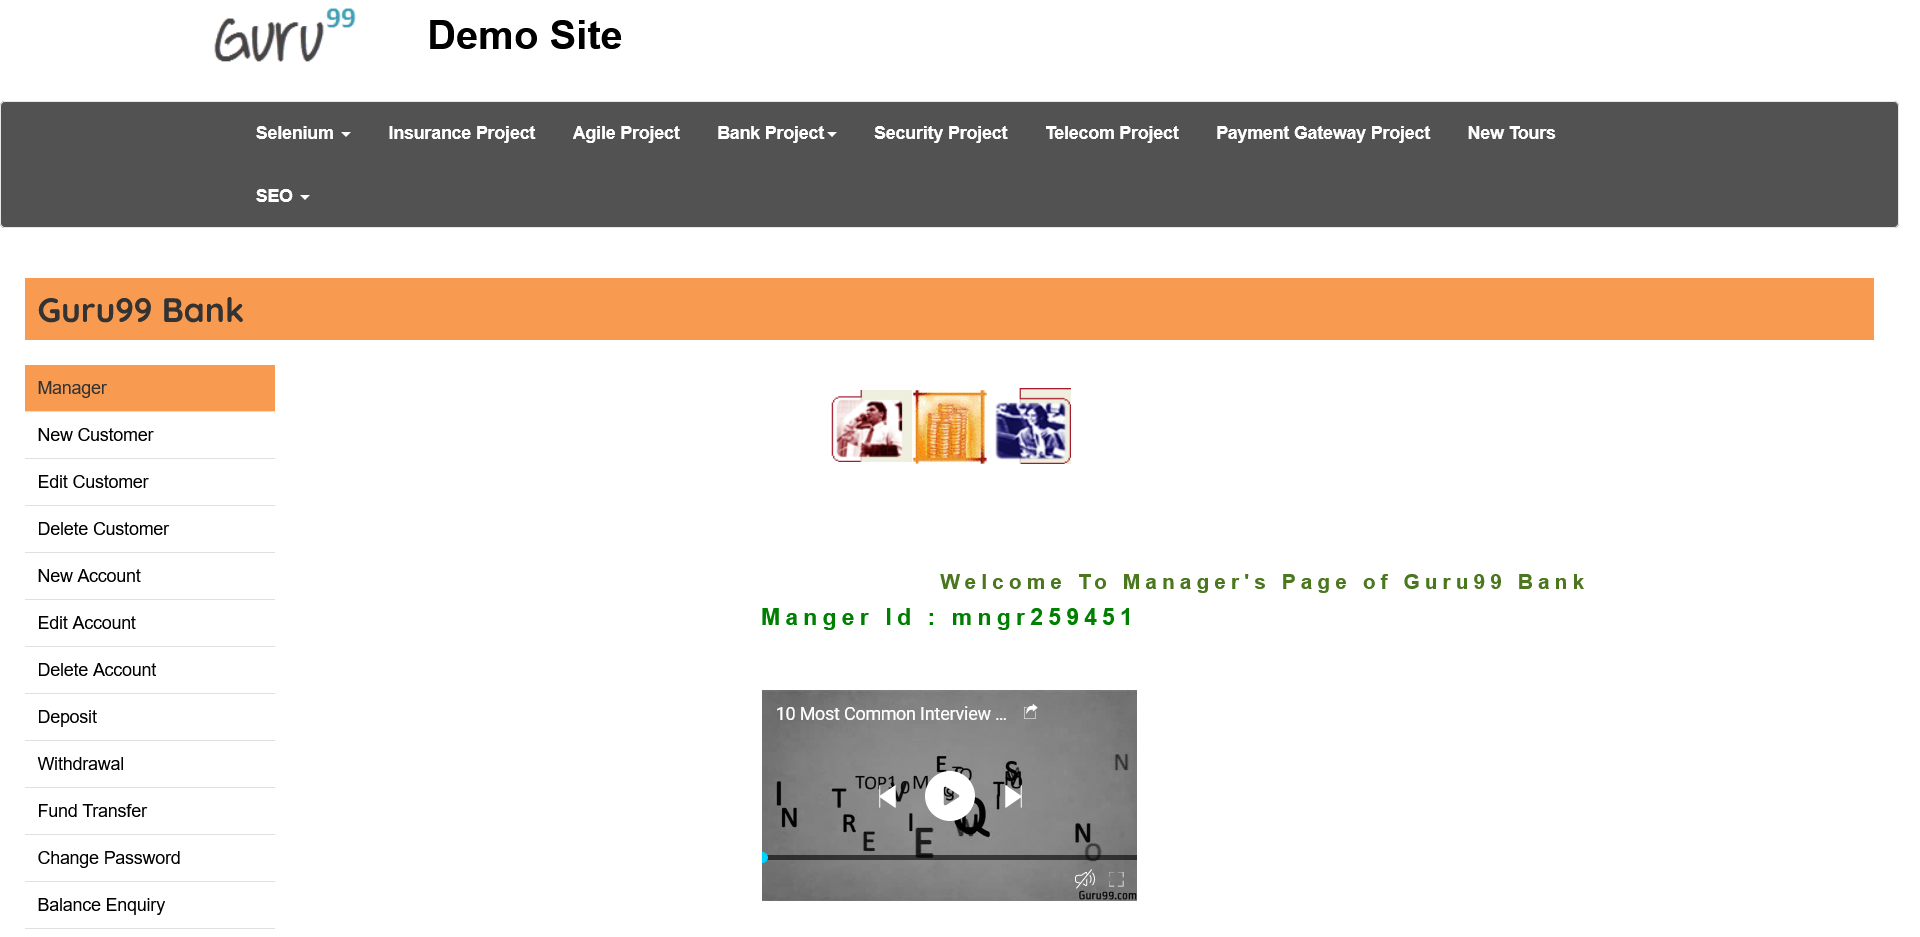 Guru99
Demo Site
Selenium Insurance Project Agile Project Bank Project Security Project Telecom Project Payment Gateway Project New Tours
SEO
Guru99 Bank
Manager
New Customer
Edit Customer
Delete Customer
New Account
Edit Account
Delete Account
Deposit
Withdrawal
Fund Transfer
Change Password
Balance Enquiry
Welcome To Manager's Page of Guru99 Bank
Manger Id : mngr259451
10 Most Common Interview ...
Guru99.com